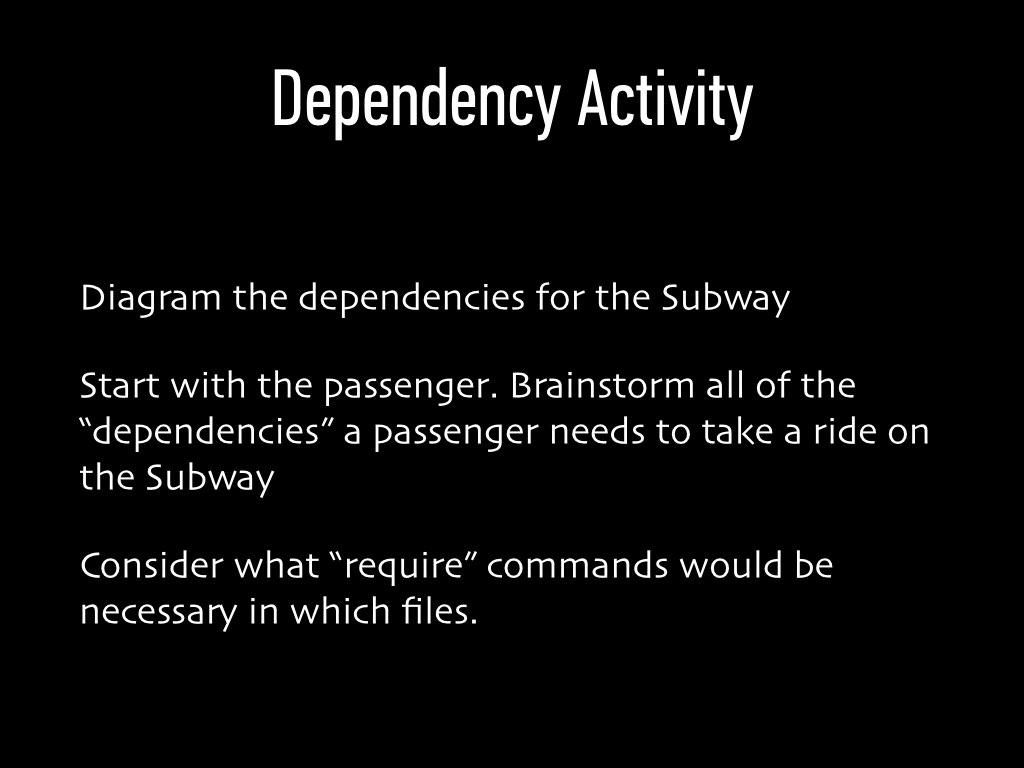 Dependency Activity
Diagram the dependencies for the Subway
Start with the passenger. Brainstorm all of the
“dependencies” a passenger needs to take a ride on
the Subway
Consider what “require” commands would be
necessary in which files.